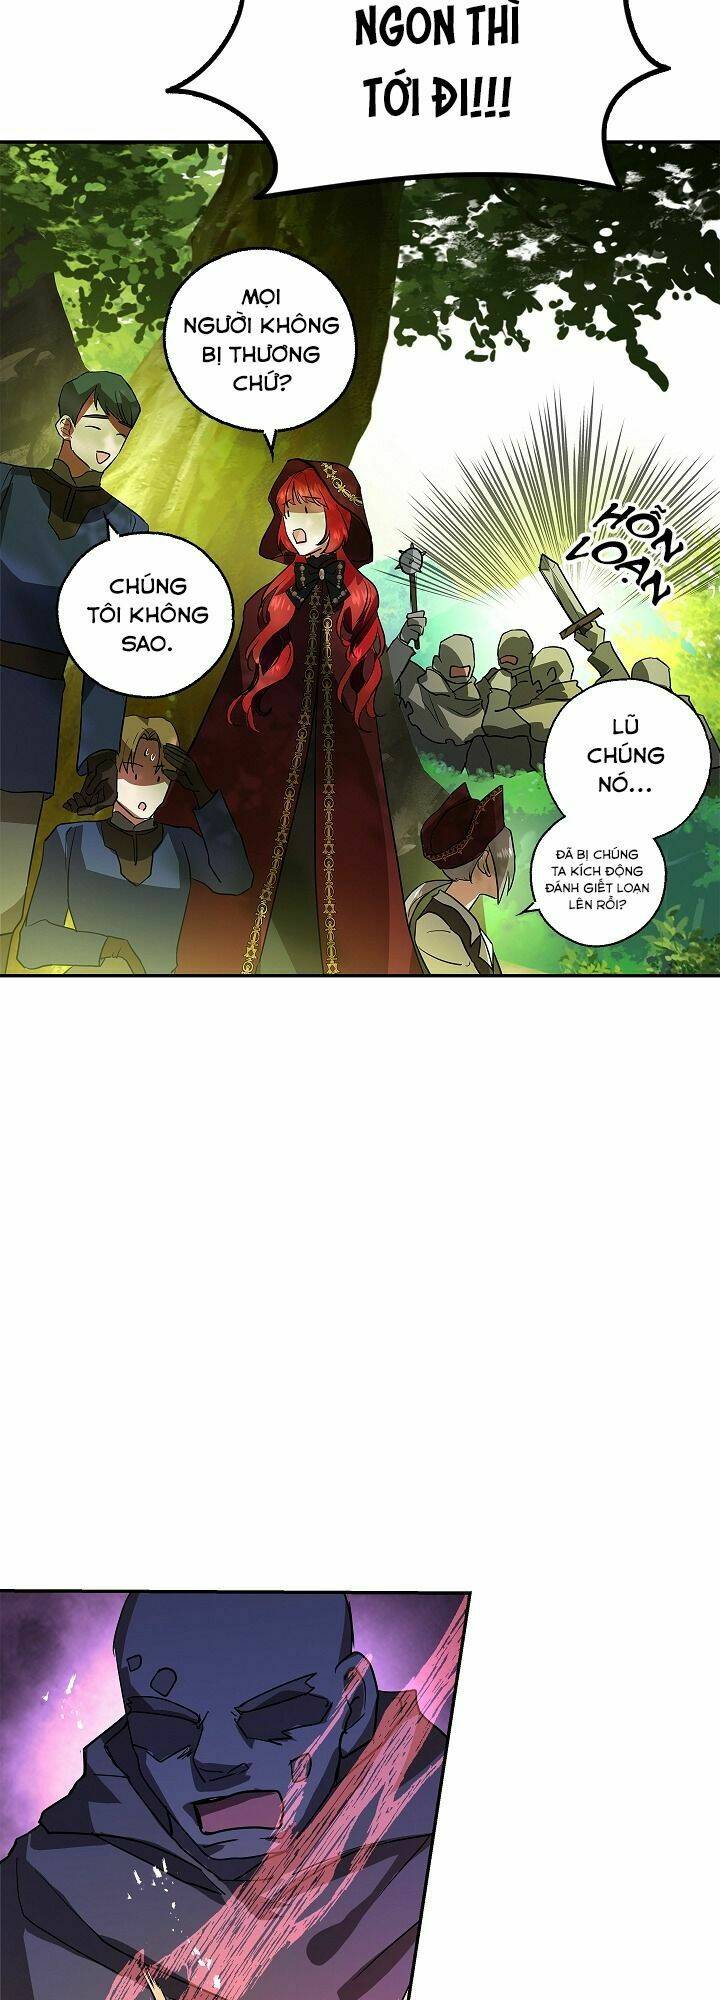 NGON THÌ
TỚI ĐI!!!
MỌI
NGƯỜI KHÔNG
BỊ THƯƠNG
CHỨ?
CHÚNG
TÔI KHÔNG
SAO.
HỖN
LOẠN
LŨ
CHÚNG
NÓ...
ĐÃ BỊ CHÚNG
TA KÍCH ĐỘNG
ĐÁNH GIẾT LOẠN
LÊN RỒI?